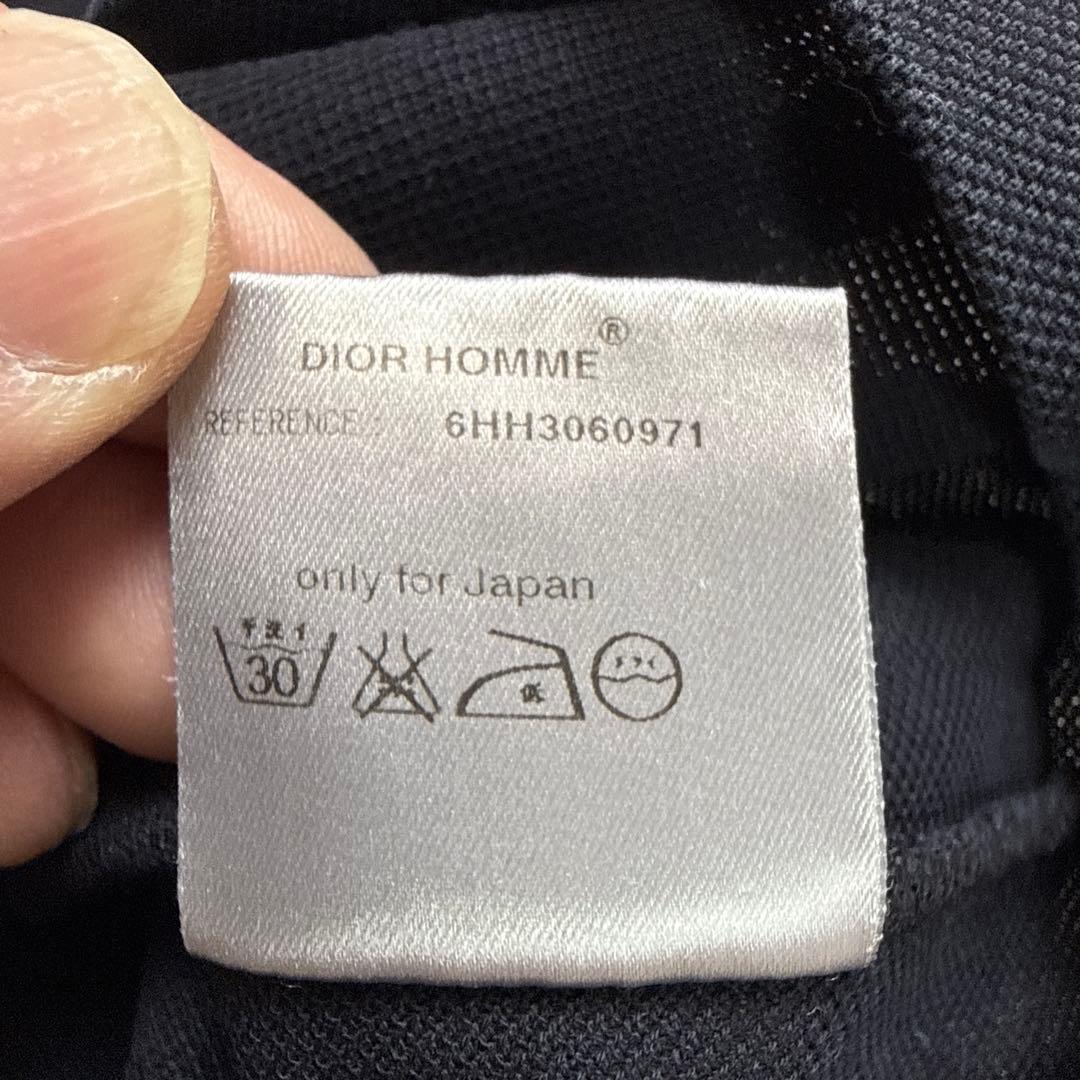 DIOR HOMME®
REFERENCE : 6HH3060971
only for Japan
手洗イ
30
低
ドライ